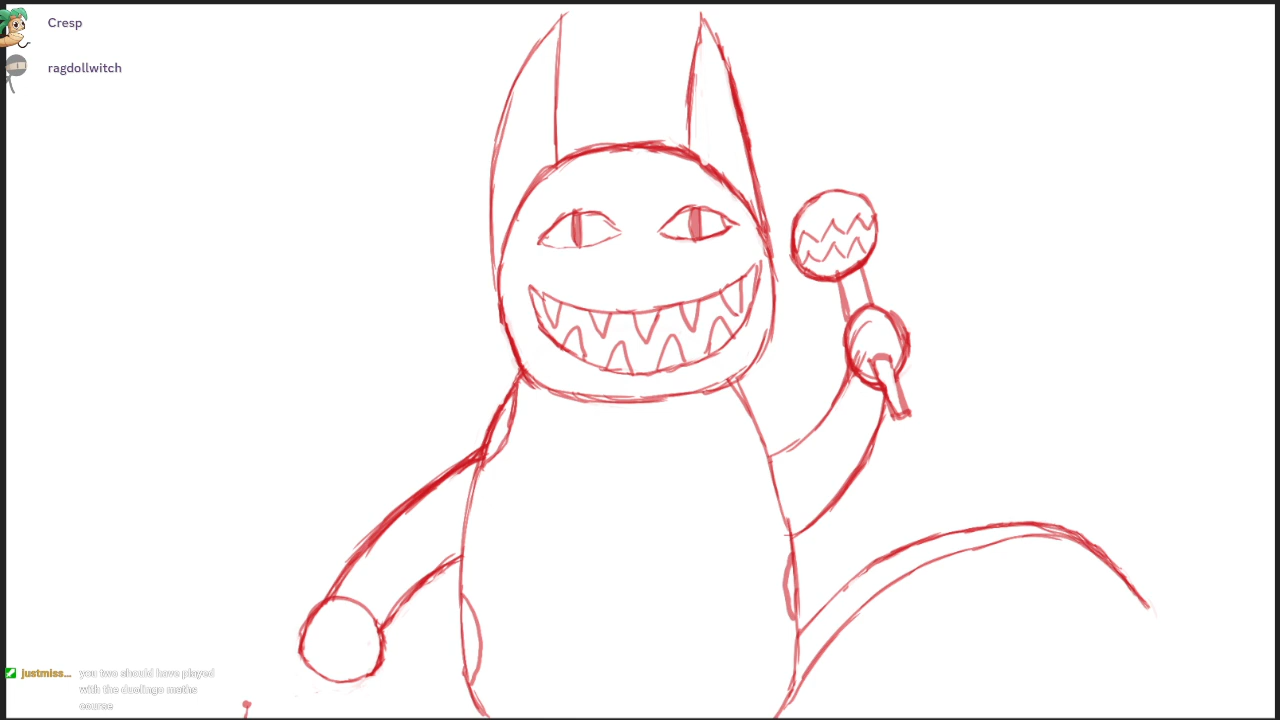 Cresp
ragdollwitch
justmiss... you two should have played
with the duolingo maths
course